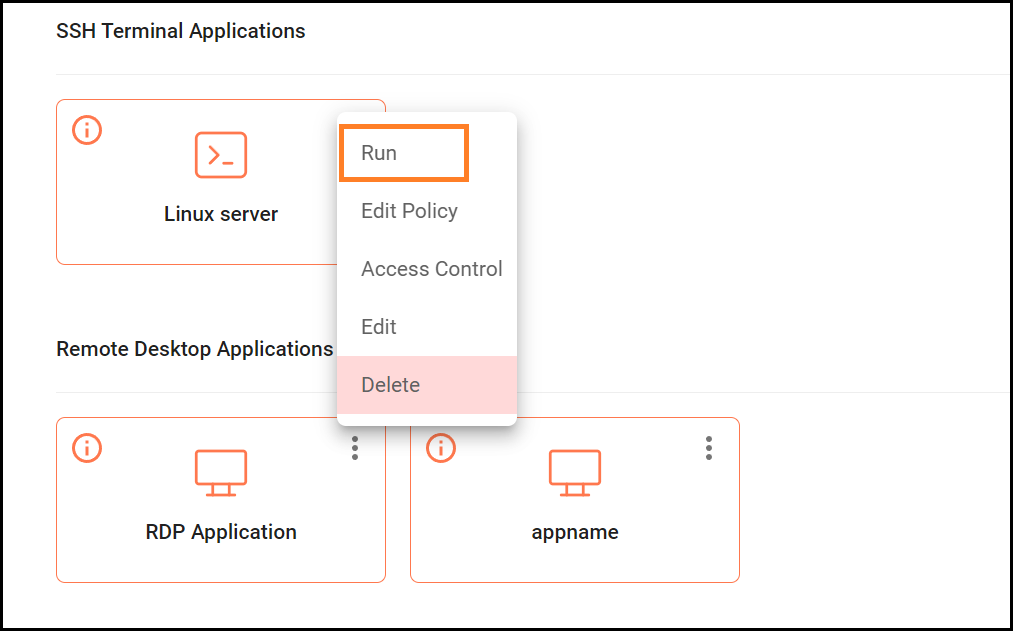 SSH Terminal Applications
Linux server
Run
Edit Policy
Access Control
Edit
Delete
Remote Desktop Applications
RDP Application
appname